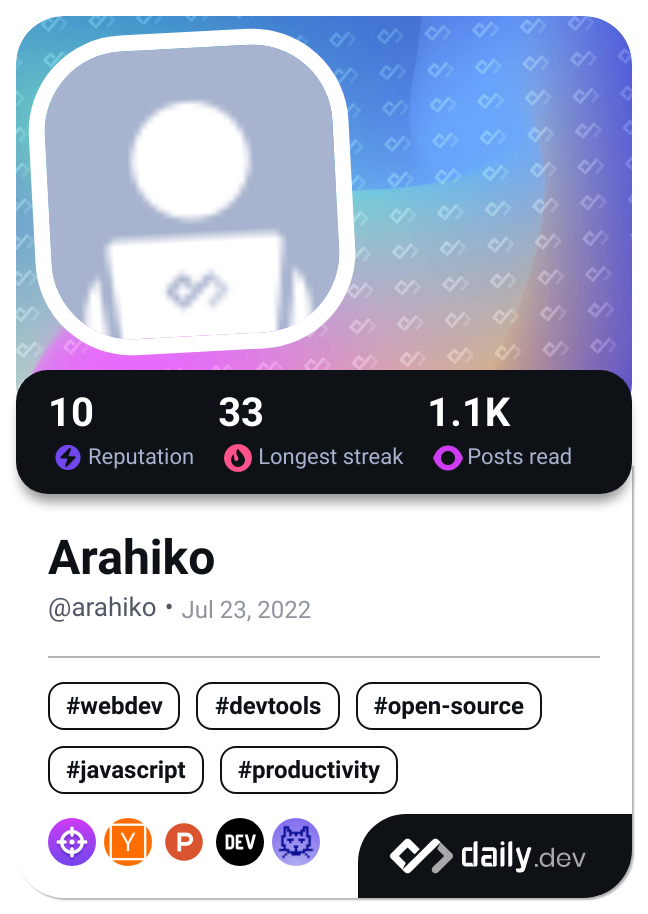 10 33 1.1K
Reputation Longest streak Posts read
Arahiko
@arahiko • Jul 23, 2022
#webdev #devtools #open-source
#javascript #productivity
Y P DEV
daily.dev